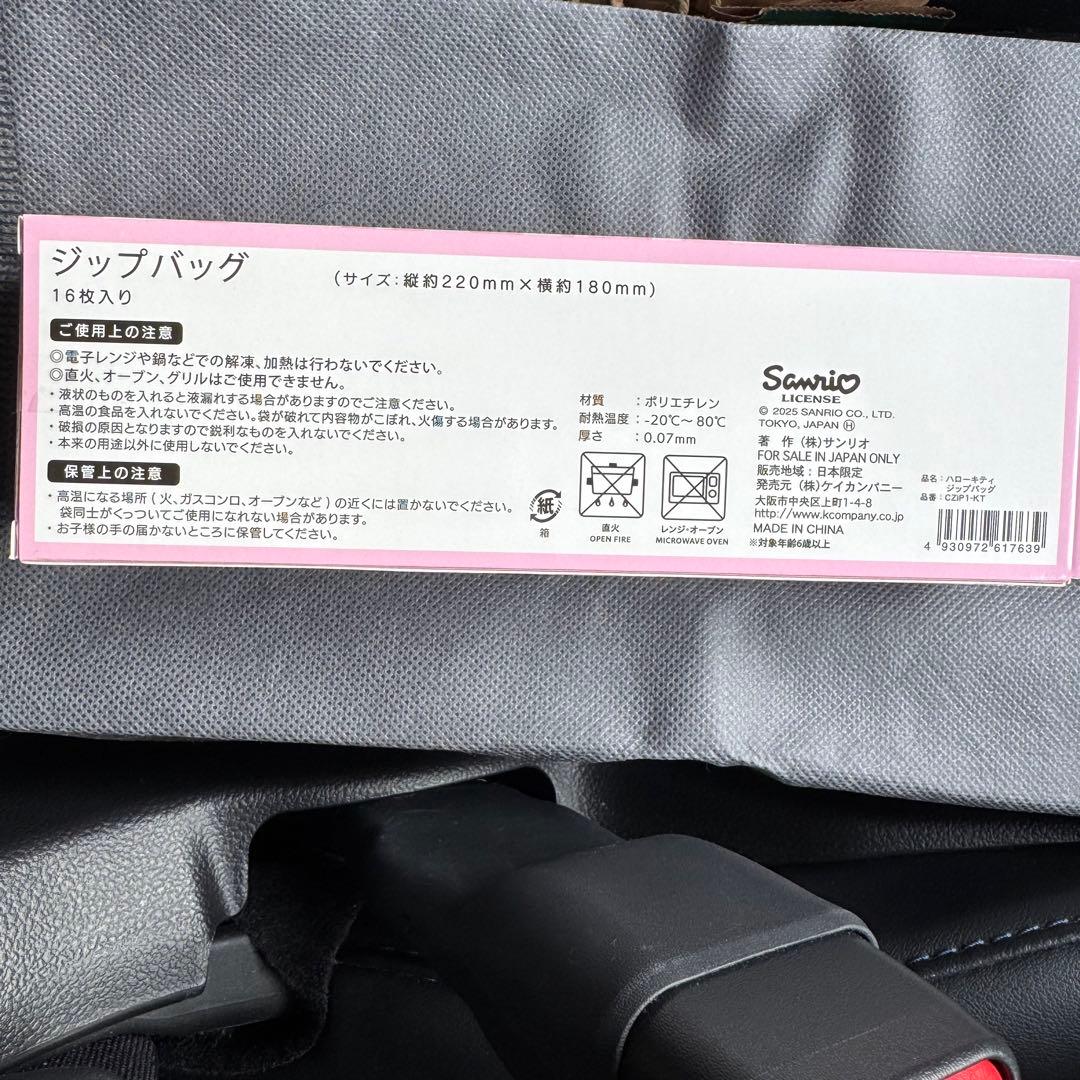 ジップバッグ
(サイズ:縦約220mm×横約180mm)
16枚入り
ご使用上の注意
◎電子レンジや鍋などでの解凍、加熱は行わないでください。
◎直火、オーブン、グリルはご使用できません。
・液状のものを入れると液漏れする場合がありますのでご注意ください。
・高温の食品を入れないでください。袋が破れて内容物がこぼれ、火傷する場合があります。
・破損の原因となりますので鋭利なものを入れないでください。
・本来の用途以外に使用しないでください。
保管上の注意
・高温になる場所(火、ガスコンロ、オーブンなど)の近くには置かないでください。
袋同士がくっついてご使用になれない場合があります。
・お子様の手の届かないところに保管してください。
紙
箱
材質 :ポリエチレン
耐熱温度:-20℃～80℃
厚さ :0.07mm
直火
OPEN FIRE
レンジ・オーブン
MICROWAVE OVEN
Sanrio
LICENSE
© 2025 SANRIO CO., LTD.
TOKYO, JAPAN Ⓗ
著 作 (株)サンリオ
FOR SALE IN JAPAN ONLY
販売地域:日本限定
発売元 (株)ケイカンパニー
大阪市中央区上町1-4-8
http://www.kcompany.co.jp
MADE IN CHINA
※対象年齢6歳以上
品名:ハローキティ
ジップバッグ
品番:CZIP1-KT
4 930972 617639